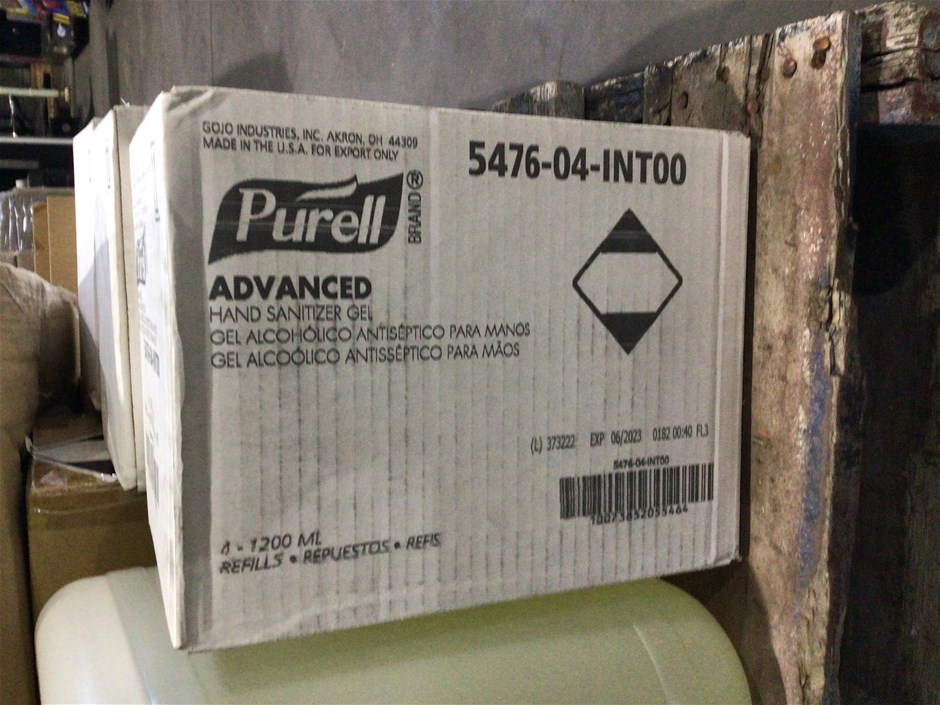 GOJO INDUSTRIES, INC. AKRON, OH 44309
MADE IN THE U.S.A. FOR EXPORT ONLY
Purell®
BRAND
ADVANCED
HAND SANITIZER GEL
GEL ALCOHÓLICO ANTISÉPTICO PARA MANOS
GEL ALCOÓLICO ANTISSÉPTICO PARA MÃOS
5476-04-INT00
(L) 373222 EXP 06/2023 0182 00:40 FL3
5476-04-INT00
10073852055464
4 - 1200 ML
REFILLS • REPUESTOS • REFIS